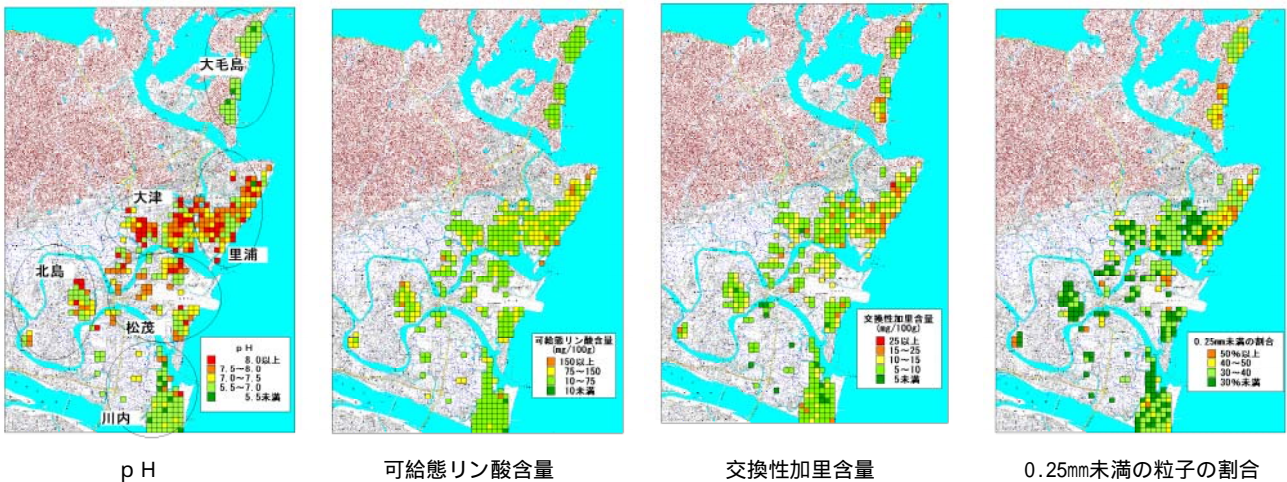 大毛島
大津
里浦
北島
松茂
川内
pH
8.0以上
7.5~8.0
7.0~7.5
5.5~7.0
5.5未満
可給態リン酸含量
(mg/100g)
150以上
75~150
10~75
10未満
交換性加里含量
(mg/100g)
25以上
15~25
10~15
5~10
5未満
0.25mm未満の割合
50%以上
40~50
30~40
30%未満
pH
可給態リン酸含量
交換性加里含量
0.25㎜未満の粒子の割合